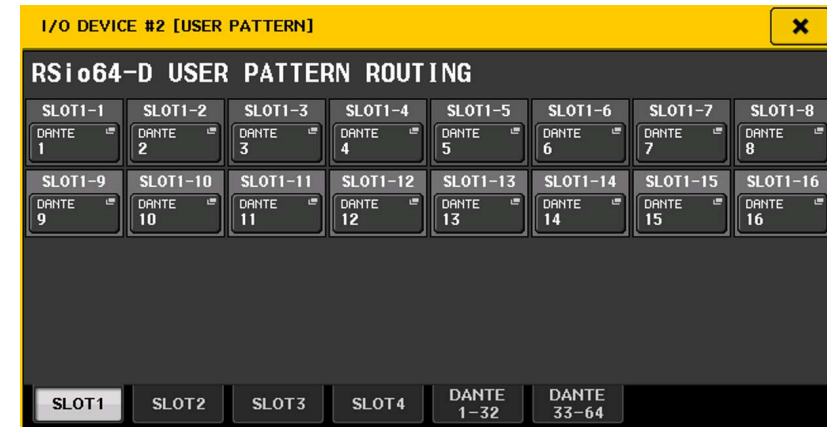 I/O DEVICE #2 [USER PATTERN]
RSio64-D USER PATTERN ROUTING
SLOT1-1 SLOT1-2 SLOT1-3 SLOT1-4 SLOT1-5 SLOT1-6 SLOT1-7 SLOT1-8
DANTE DANTE DANTE DANTE DANTE DANTE DANTE DANTE
1 2 3 4 5 6 7 8
SLOT1-9 SLOT1-10 SLOT1-11 SLOT1-12 SLOT1-13 SLOT1-14 SLOT1-15 SLOT1-16
DANTE DANTE DANTE DANTE DANTE DANTE DANTE DANTE
9 10 11 12 13 14 15 16
SLOT1 SLOT2 SLOT3 SLOT4 DANTE 1-32 DANTE 33-64